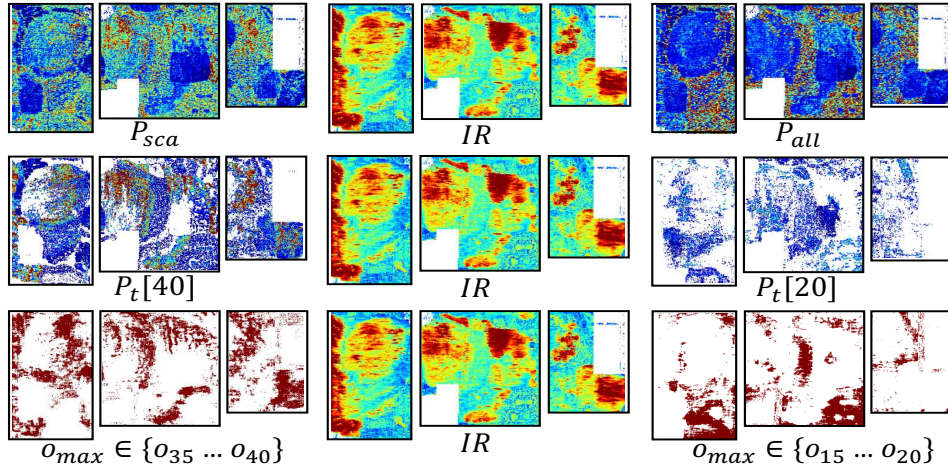 P_sca IR P_all
P_t[40] IR P_t[20]
o_max ∈ {o_35 … o_40} IR o_max ∈ {o_15 … o_20}